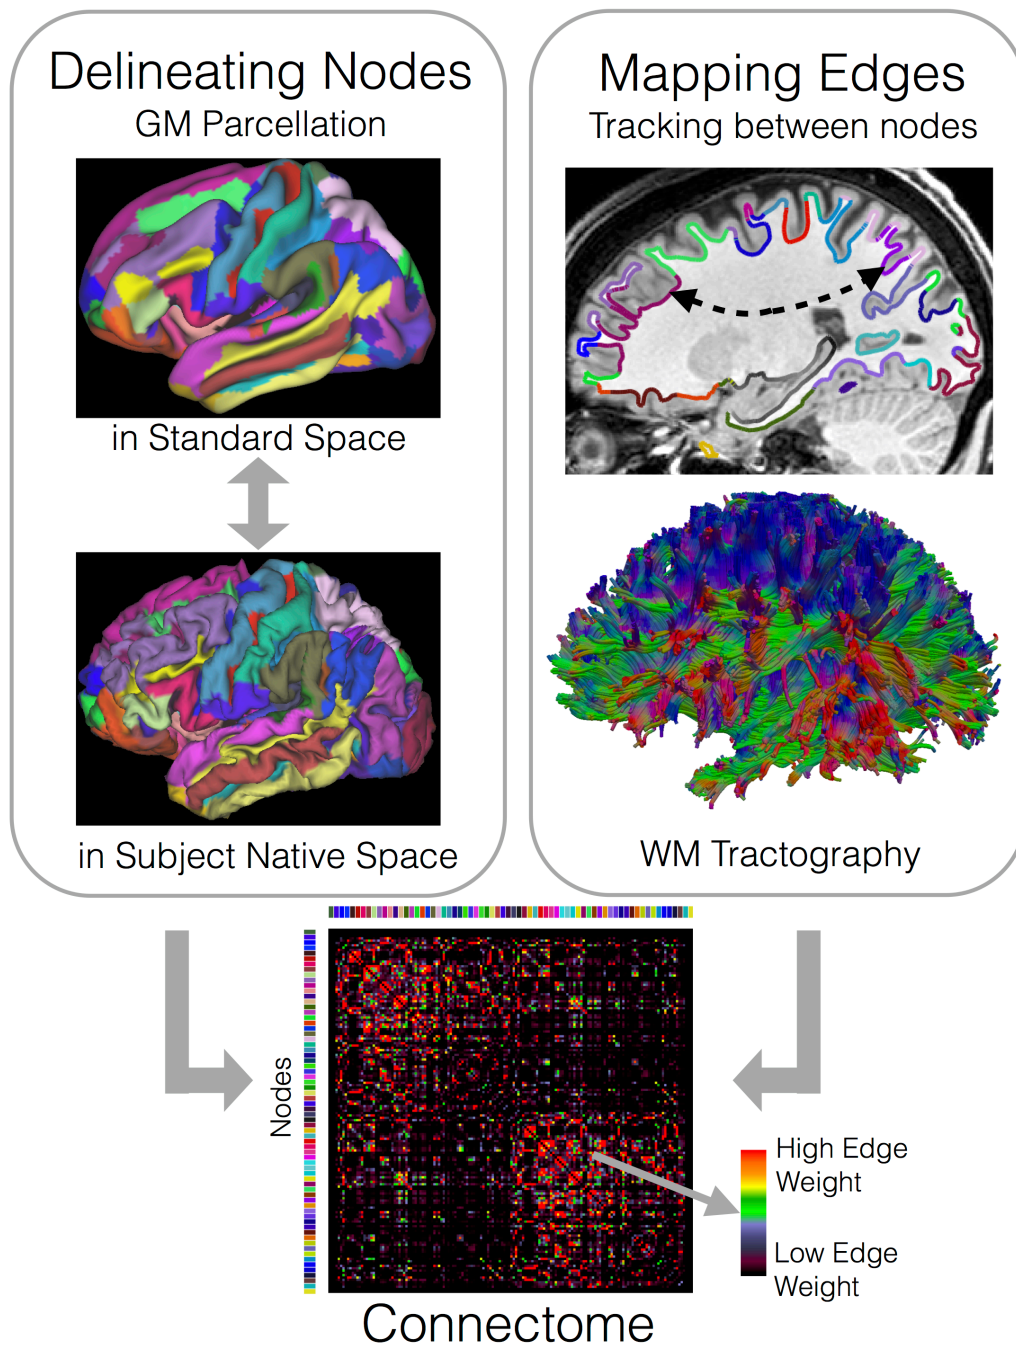 Delineating Nodes
GM Parcellation
in Standard Space
in Subject Native Space
Mapping Edges
Tracking between nodes
WM Tractography
Nodes
High Edge
Weight
Low Edge
Weight
Connectome